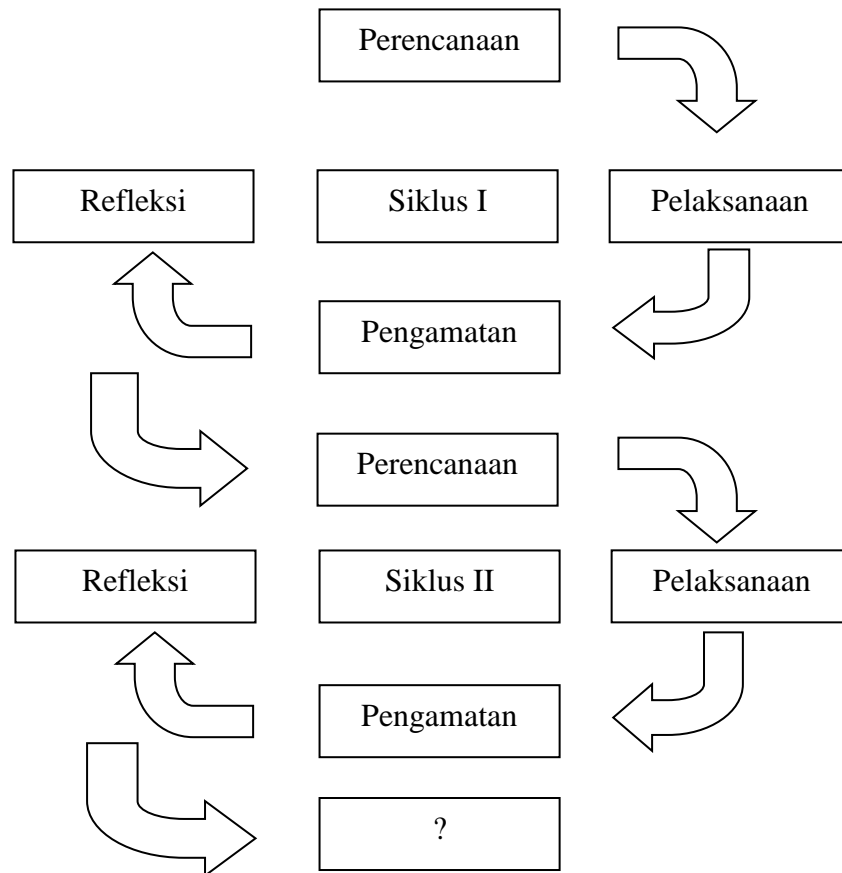 Perencanaan
Refleksi
Siklus I
Pelaksanaan
Pengamatan
Perencanaan
Refleksi
Siklus II
Pelaksanaan
Pengamatan
?